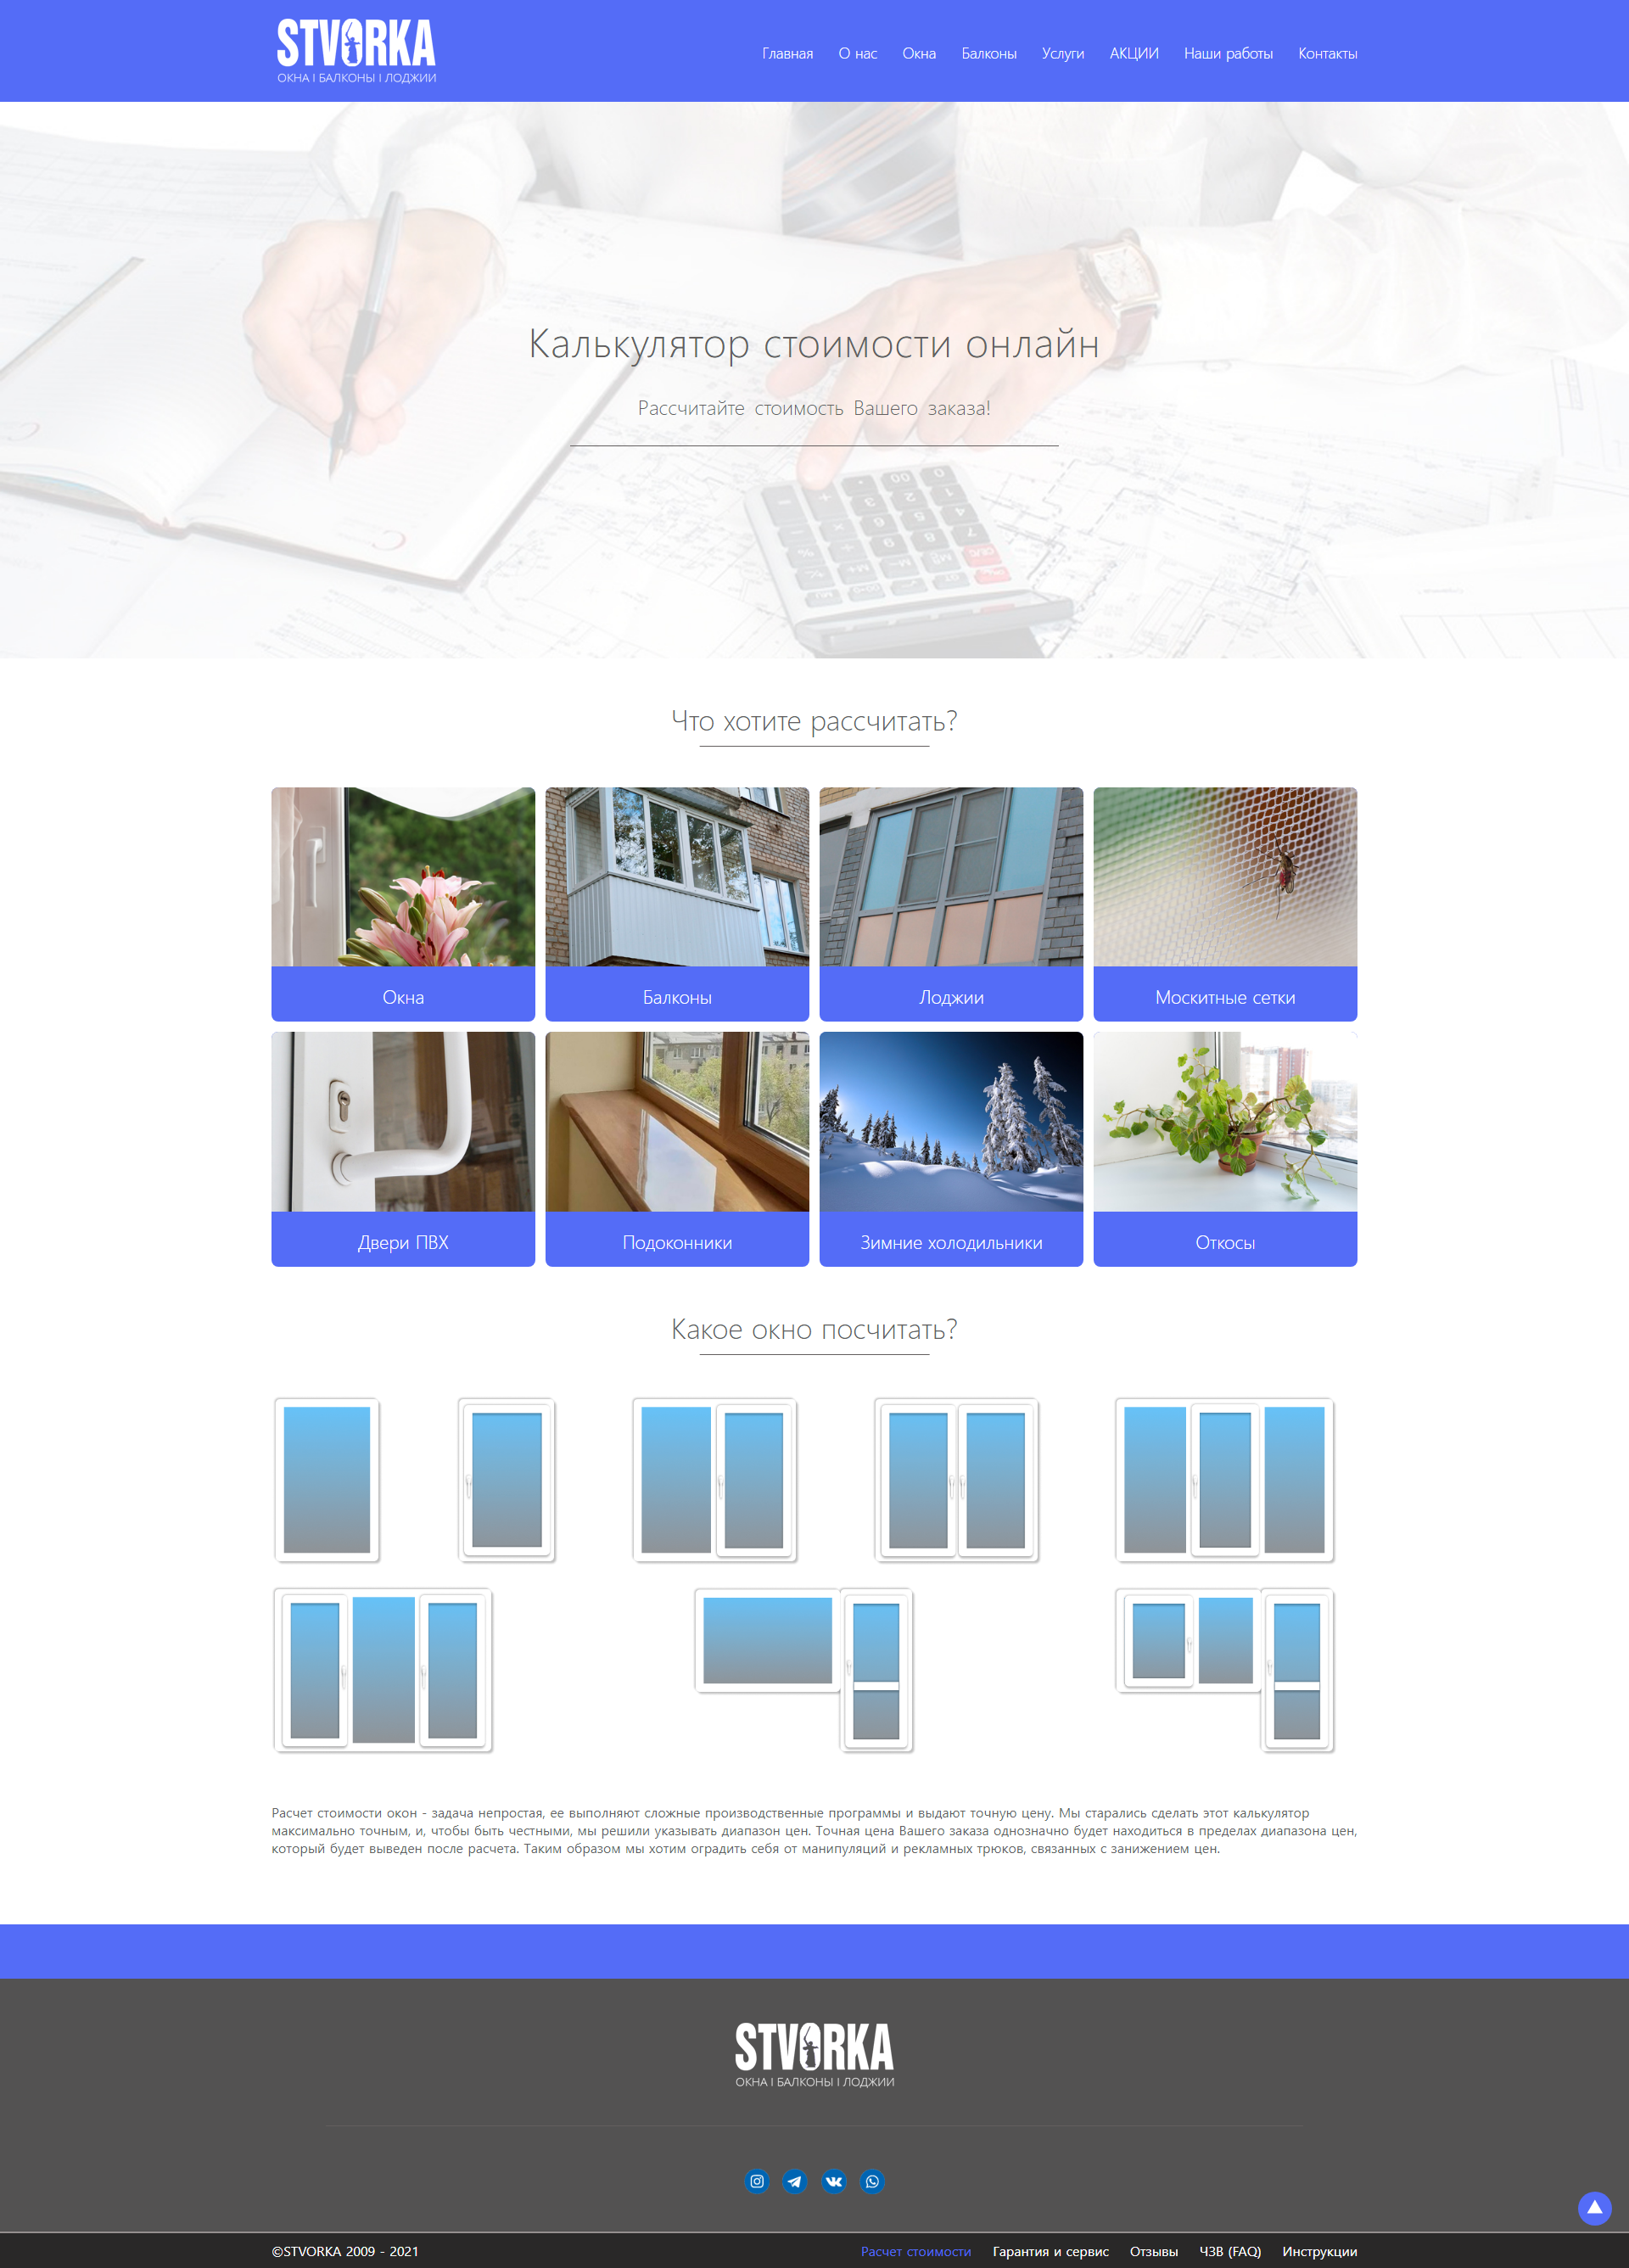 STVORKA
ОКНА I БАЛКОНЫ I ЛОДЖИИ
Главная О нас Окна Балконы Услуги АКЦИИ Наши работы Контакты
Калькулятор стоимости онлайн
Рассчитайте стоимость Вашего заказа!
Что хотите рассчитать?
Окна Балконы Лоджии Москитные сетки
Двери ПВХ Подоконники Зимние холодильники Откосы
Какое окно посчитать?
Расчет стоимости окон - задача непростая, ее выполняют сложные производственные программы и выдают точную цену. Мы старались сделать этот калькулятор
максимально точным, и, чтобы быть честными, мы решили указывать диапазон цен. Точная цена Вашего заказа однозначно будет находиться в пределах диапазона цен,
который будет выведен после расчета. Таким образом мы хотим оградить себя от манипуляций и рекламных трюков, связанных с занижением цен.
STVORKA
ОКНА I БАЛКОНЫ I ЛОДЖИИ
©STVORKA 2009 - 2021 Расчет стоимости Гарантия и сервис Отзывы ЧЗВ (FAQ) Инструкции